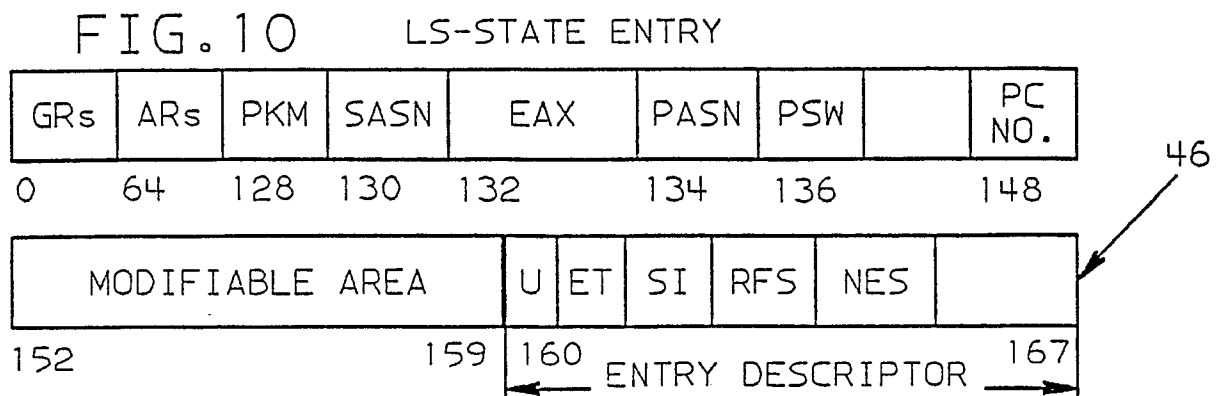 FIG.10 LS-STATE ENTRY
GRs ARs PKM SASN EAX PASN PSW PC NO.
0 64 128 130 132 134 136 148
46
MODIFIABLE AREA U ET SI RFS NES
152 159 160 167
ENTRY DESCRIPTOR